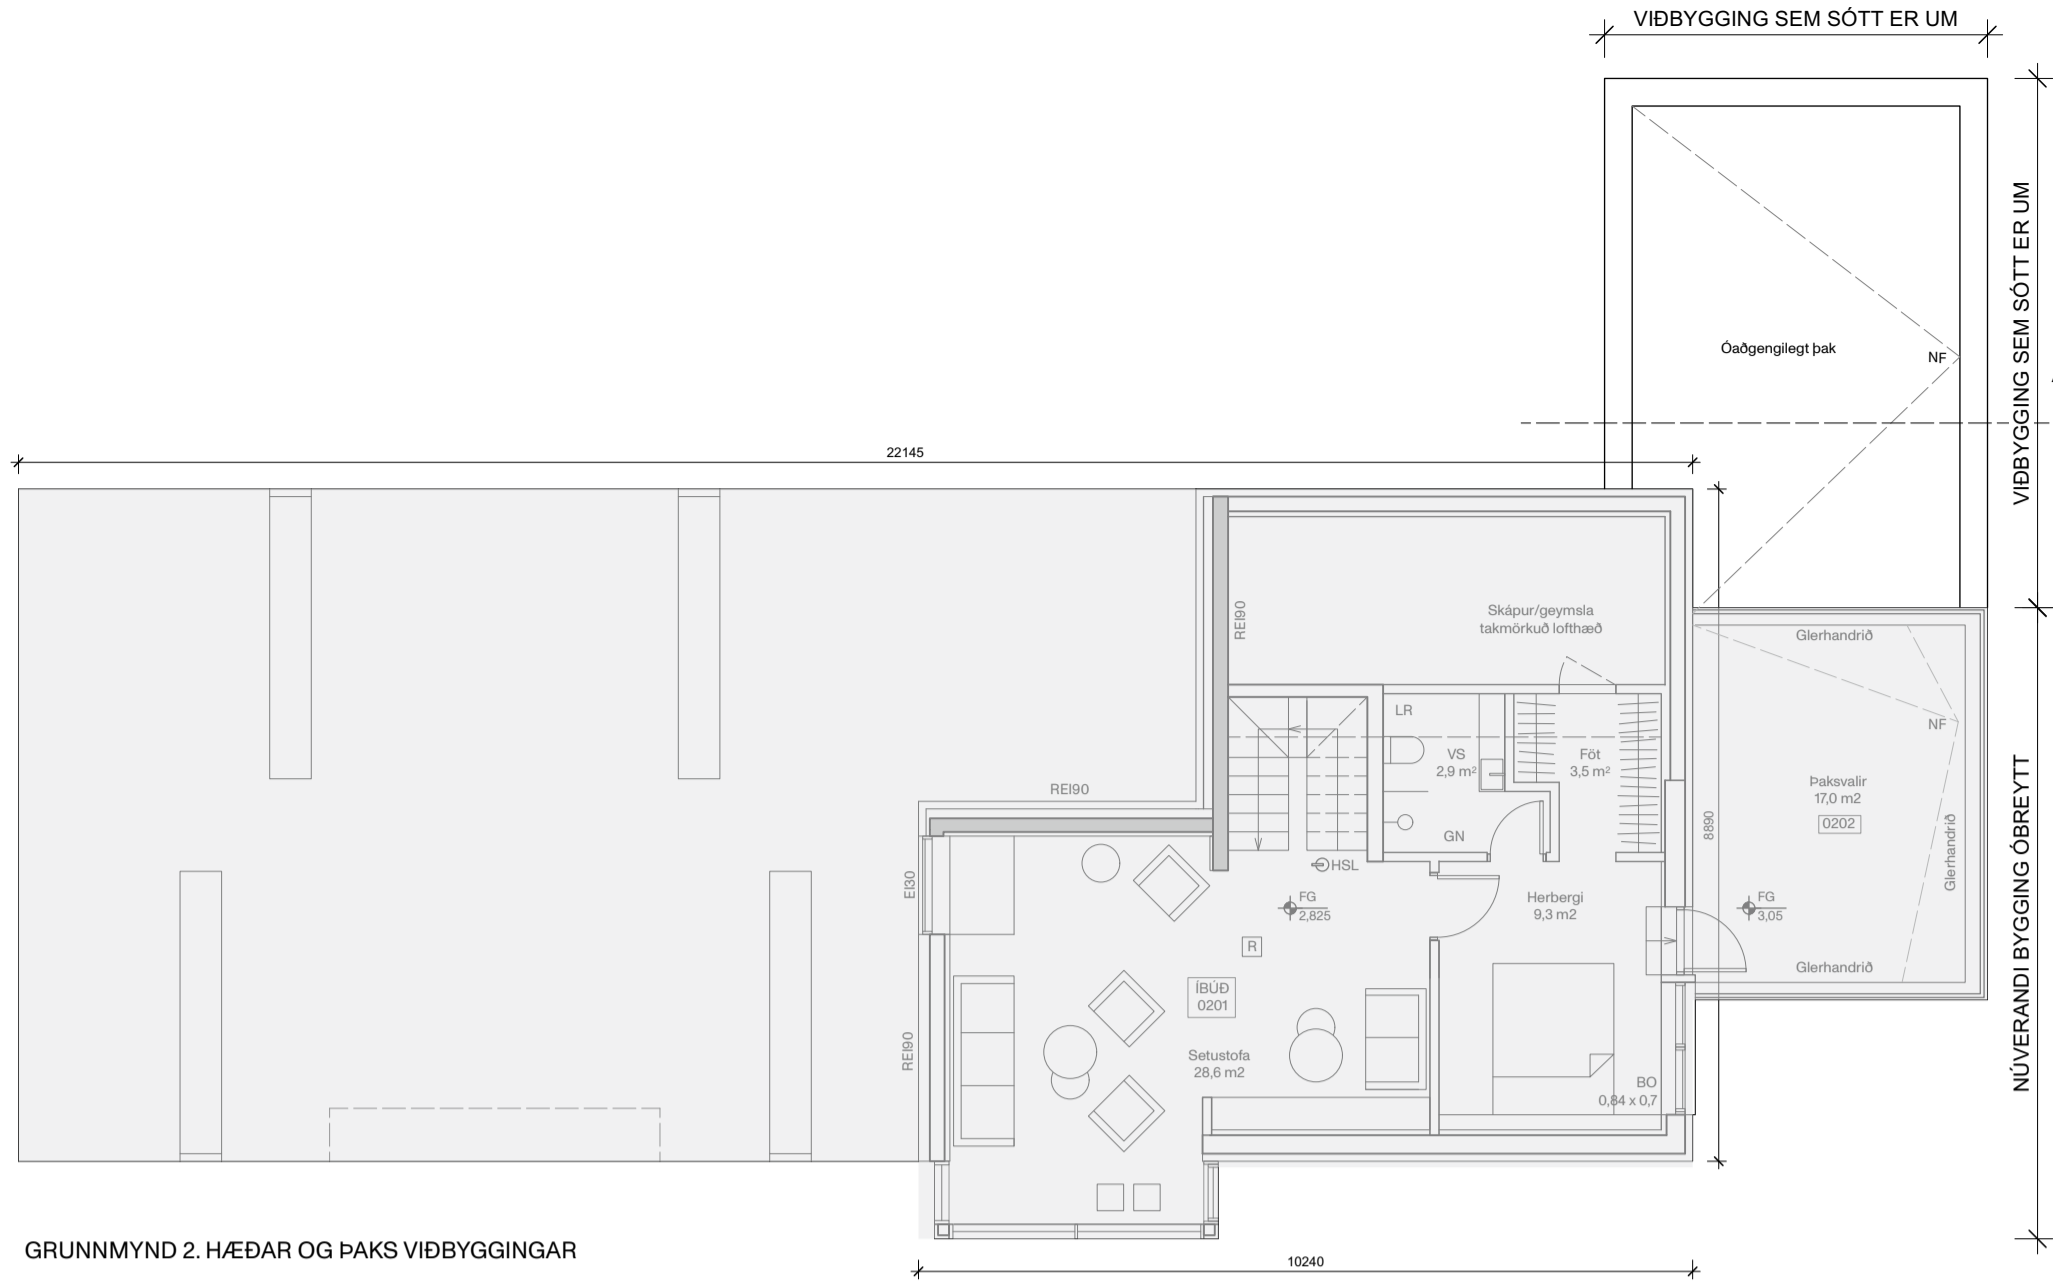 VIÐBYGGING SEM SÓTT ER UM
VIÐBYGGING SEM SÓTT ER UM
Óaðgengilegt þak
NF
22145
REI90
Skápur/geymsla
takmörkuð lofthæð
Glerhandrið
LR
NF
VS
2,9 m²
Föt
3,5 m²
Þaksvalir
17,0 m2
0202
REI90
8890
GN
Glerhandrið
HSL
EI30
FG
2,825
Herbergi
9,3 m2
FG
3,05
R
Glerhandrið
NÚVERANDI BYGGING ÓBREYTT
ÍBÚÐ
0201
REI90
Setustofa
28,6 m2
BO
0,84 x 0,7
GRUNNMYND 2. HÆÐAR OG ÞAKS VIÐBYGGINGAR
10240